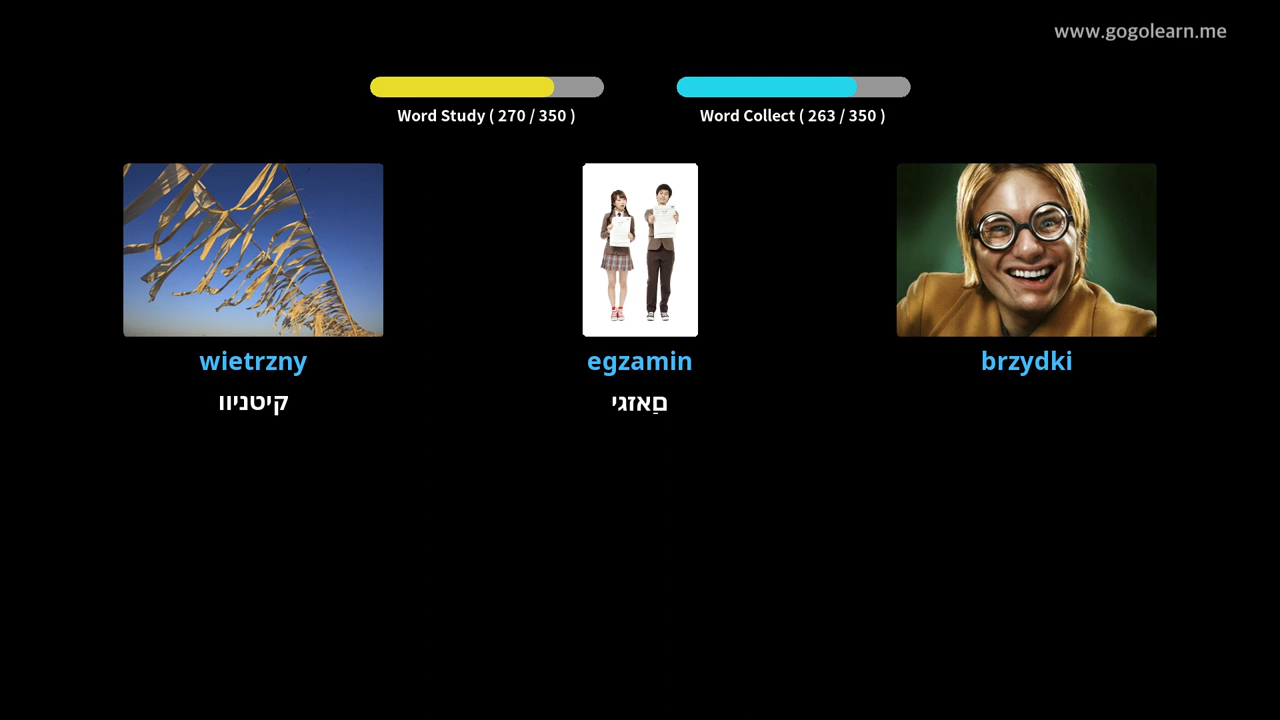 www.gogolearn.me
Word Study ( 270 / 350 )
Word Collect ( 263 / 350 )
wietrzny
egzamin
brzydki
קיטניוו
םַאזגי